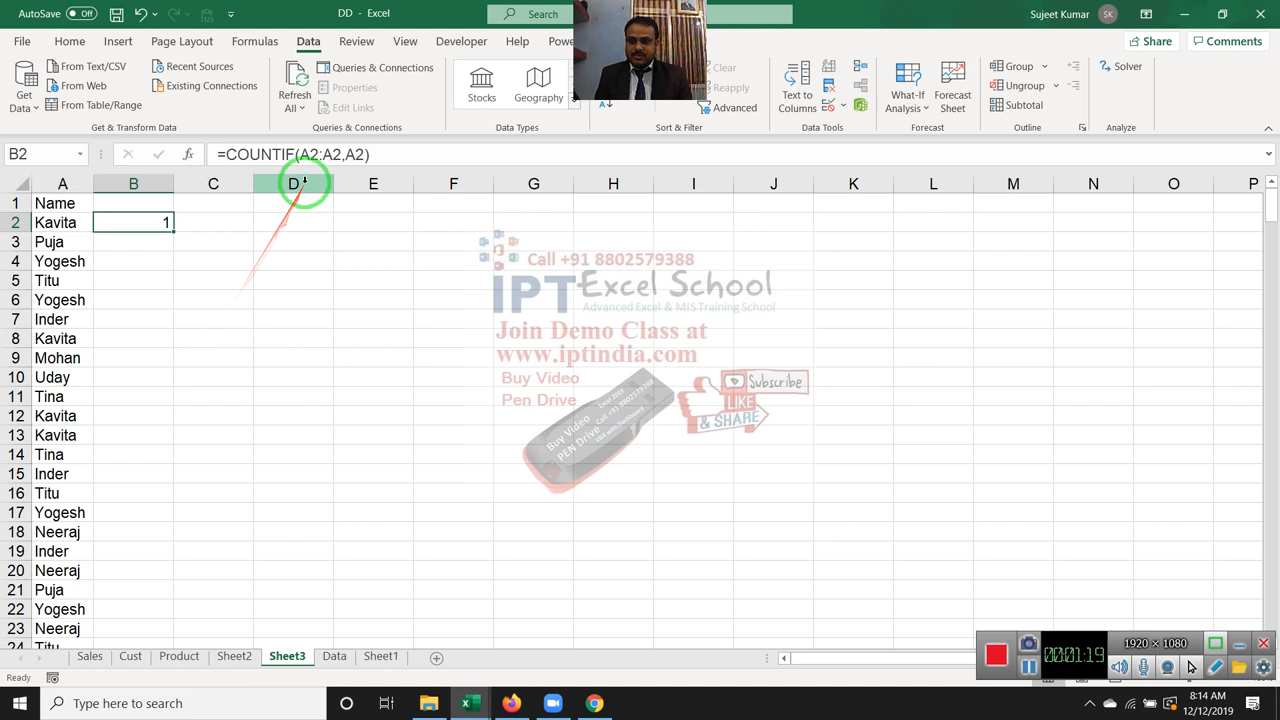 AutoSave Off
DD - Excel
Search
Sujeet Kumar SK
File Home Insert Page Layout Formulas Data Review View Developer Help Pow
Share Comments
Get Data
From Text/CSV
From Web
From Table/Range
Recent Sources
Existing Connections
Get & Transform Data
Refresh All
Queries & Connections
Properties
Edit Links
Queries & Connections
Stocks Geography
Data Types
Clear
Reapply
Advanced
Sort & Filter
Text to Columns
Data Tools
What-If Analysis
Forecast Sheet
Forecast
Group
Ungroup
Subtotal
Outline
Solver
Analyze
B2 fx =COUNTIF(A2:A2,A2)
A B C D E F G H I J K L M N O P
1 Name
2 Kavita 1
3 Puja
4 Yogesh
5 Titu
6 Yogesh
7 Inder
8 Kavita
9 Mohan
10 Uday
11 Tina
12 Kavita
13 Kavita
14 Tina
15 Inder
16 Titu
17 Yogesh
18 Neeraj
19 Inder
20 Neeraj
21 Puja
22 Yogesh
23 Neeraj
24 Titu
Call +91 8802579388
IPT Excel School
Advanced Excel & MIS Training School
Join Demo Class at
www.iptindia.com
Buy Video
Pen Drive
Subscribe
LIKE
& SHARE
Buy Video
PEN Drive
Call +91 8802579388
Sales Cust Product Sheet2 Sheet3 Data Sheet1
Ready
00:01:19
1920 × 1080
Type here to search
8:14 AM
12/12/2019